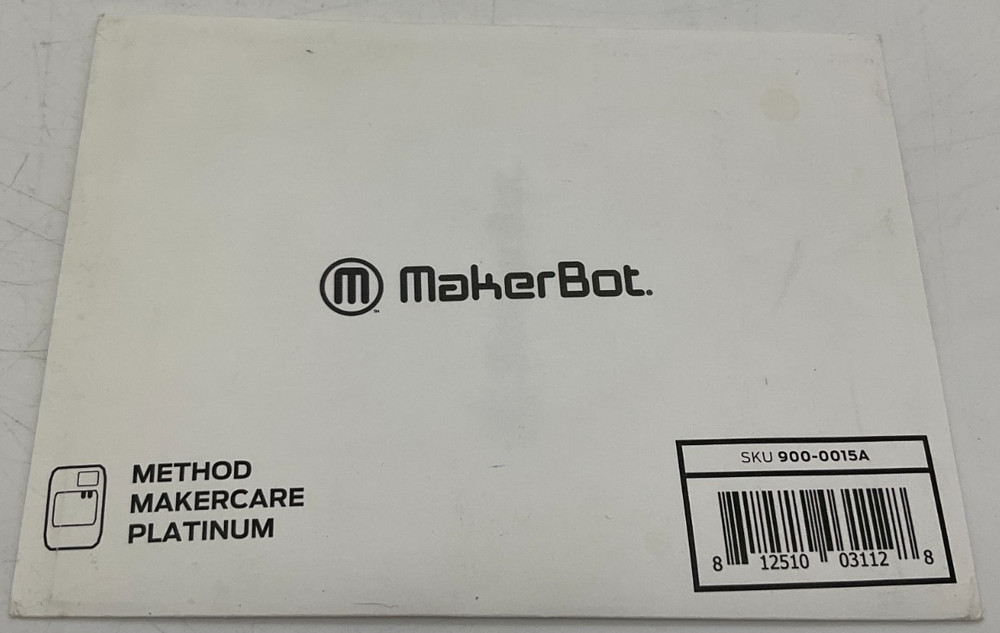 M MakerBot.
METHOD
MAKERCARE
PLATINUM
SKU 900-0015A
8 12510 03112 8